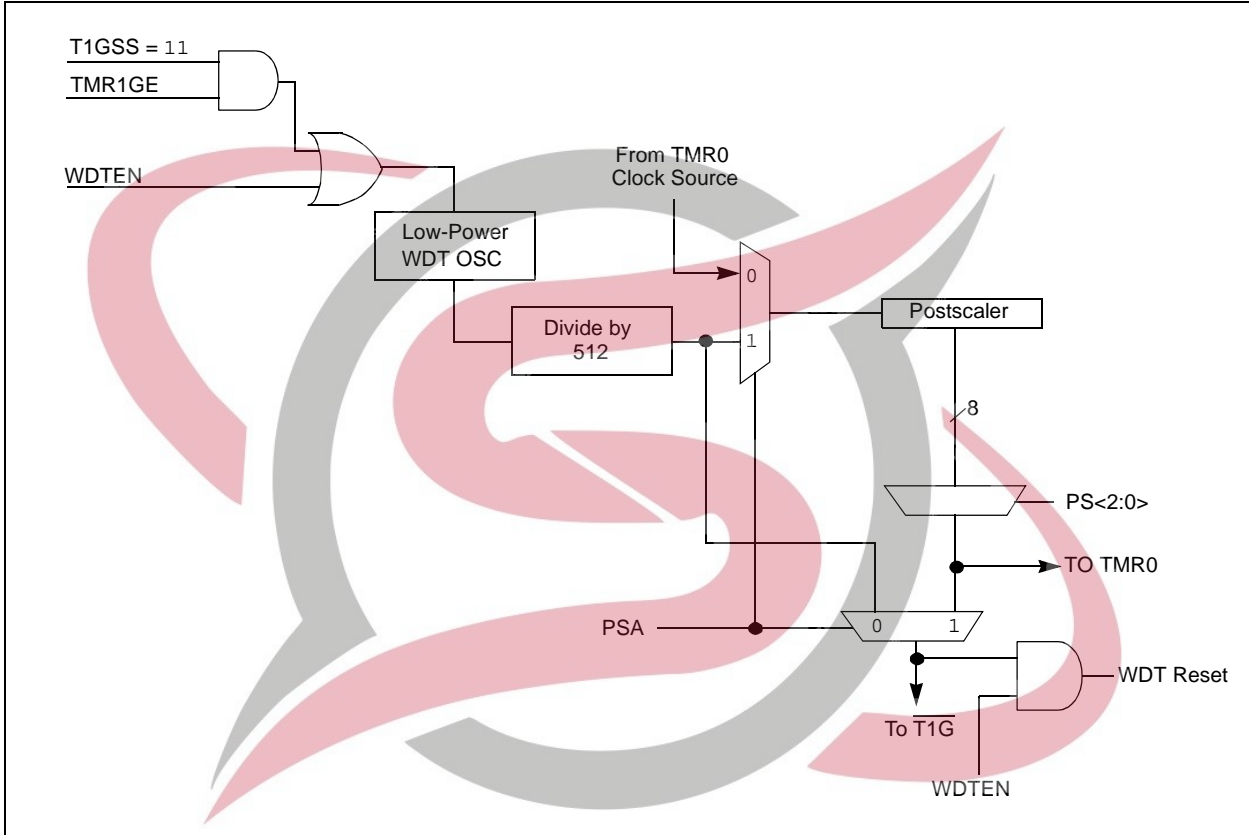 T1GSS = 11
TMR1GE
WDTEN
From TMR0
Clock Source
Low-Power
WDT OSC
0
Divide by
512
1
Postscaler
8
PS<2:0>
TO TMR0
PSA
0
1
WDT Reset
To T1G
WDTEN